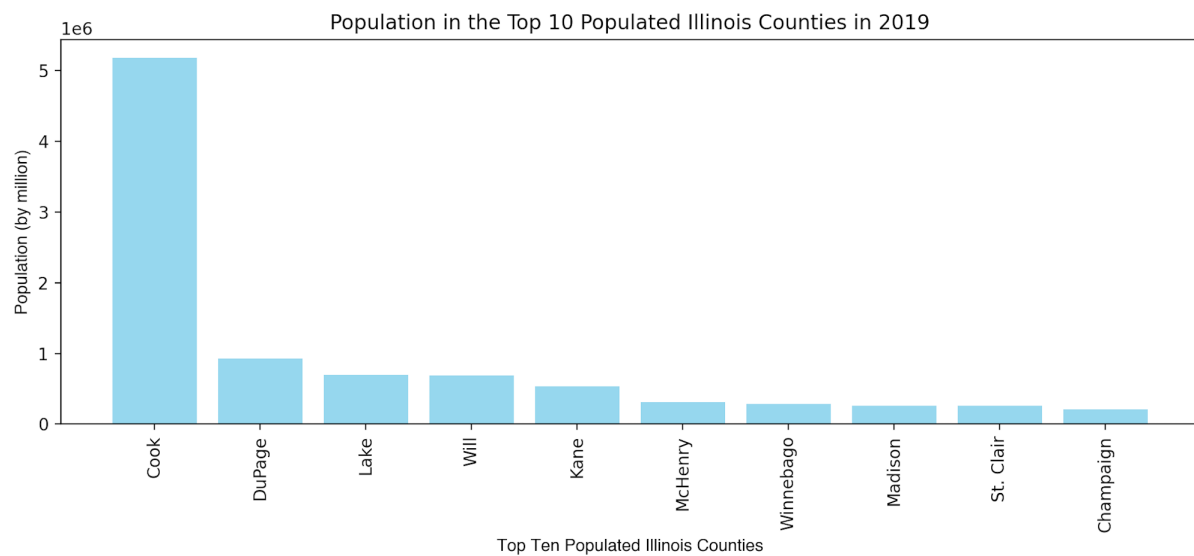 Population in the Top 10 Populated Illinois Counties in 2019
1e6
5
4
3
2
1
0
Population (by million)
Cook
DuPage
Lake
Will
Kane
McHenry
Winnebago
Madison
St. Clair
Champaign
Top Ten Populated Illinois Counties